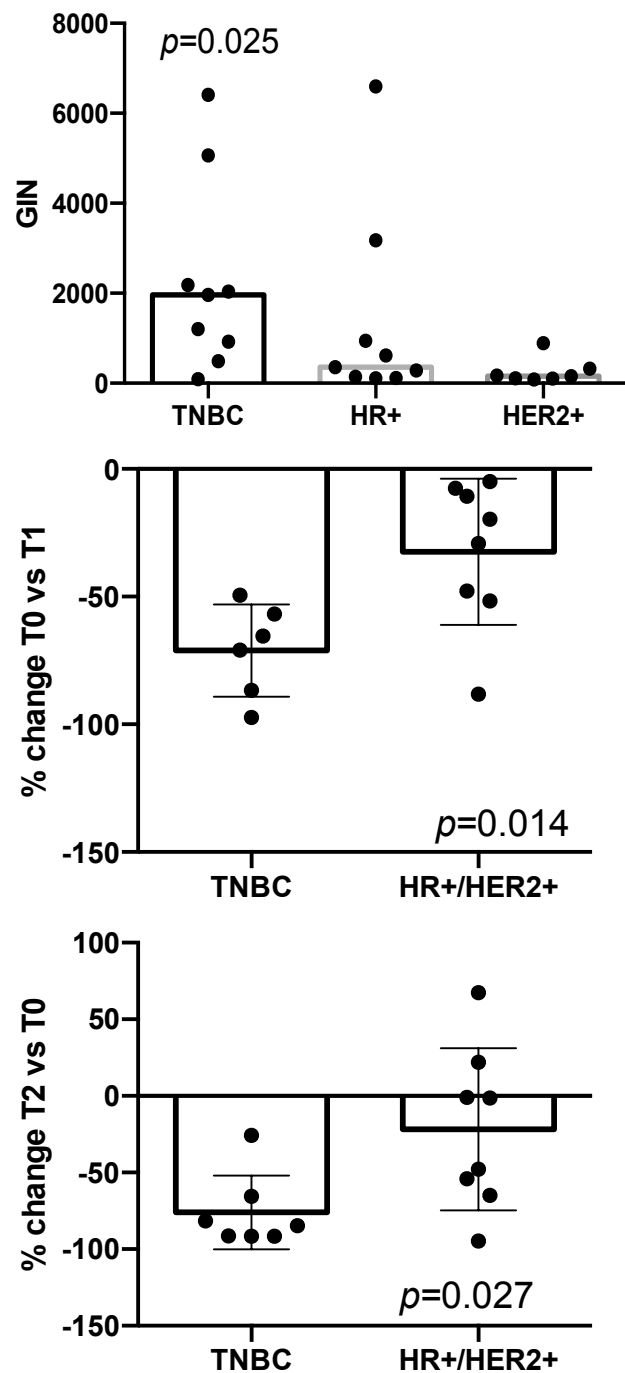 8000
p=0.025
6000
4000
2000
0
GIN
TNBC HR+ HER2+
0
-50
-100
-150
% change T0 vs T1
p=0.014
TNBC HR+/HER2+
100
50
0
-50
-100
-150
% change T2 vs T0
p=0.027
TNBC HR+/HER2+